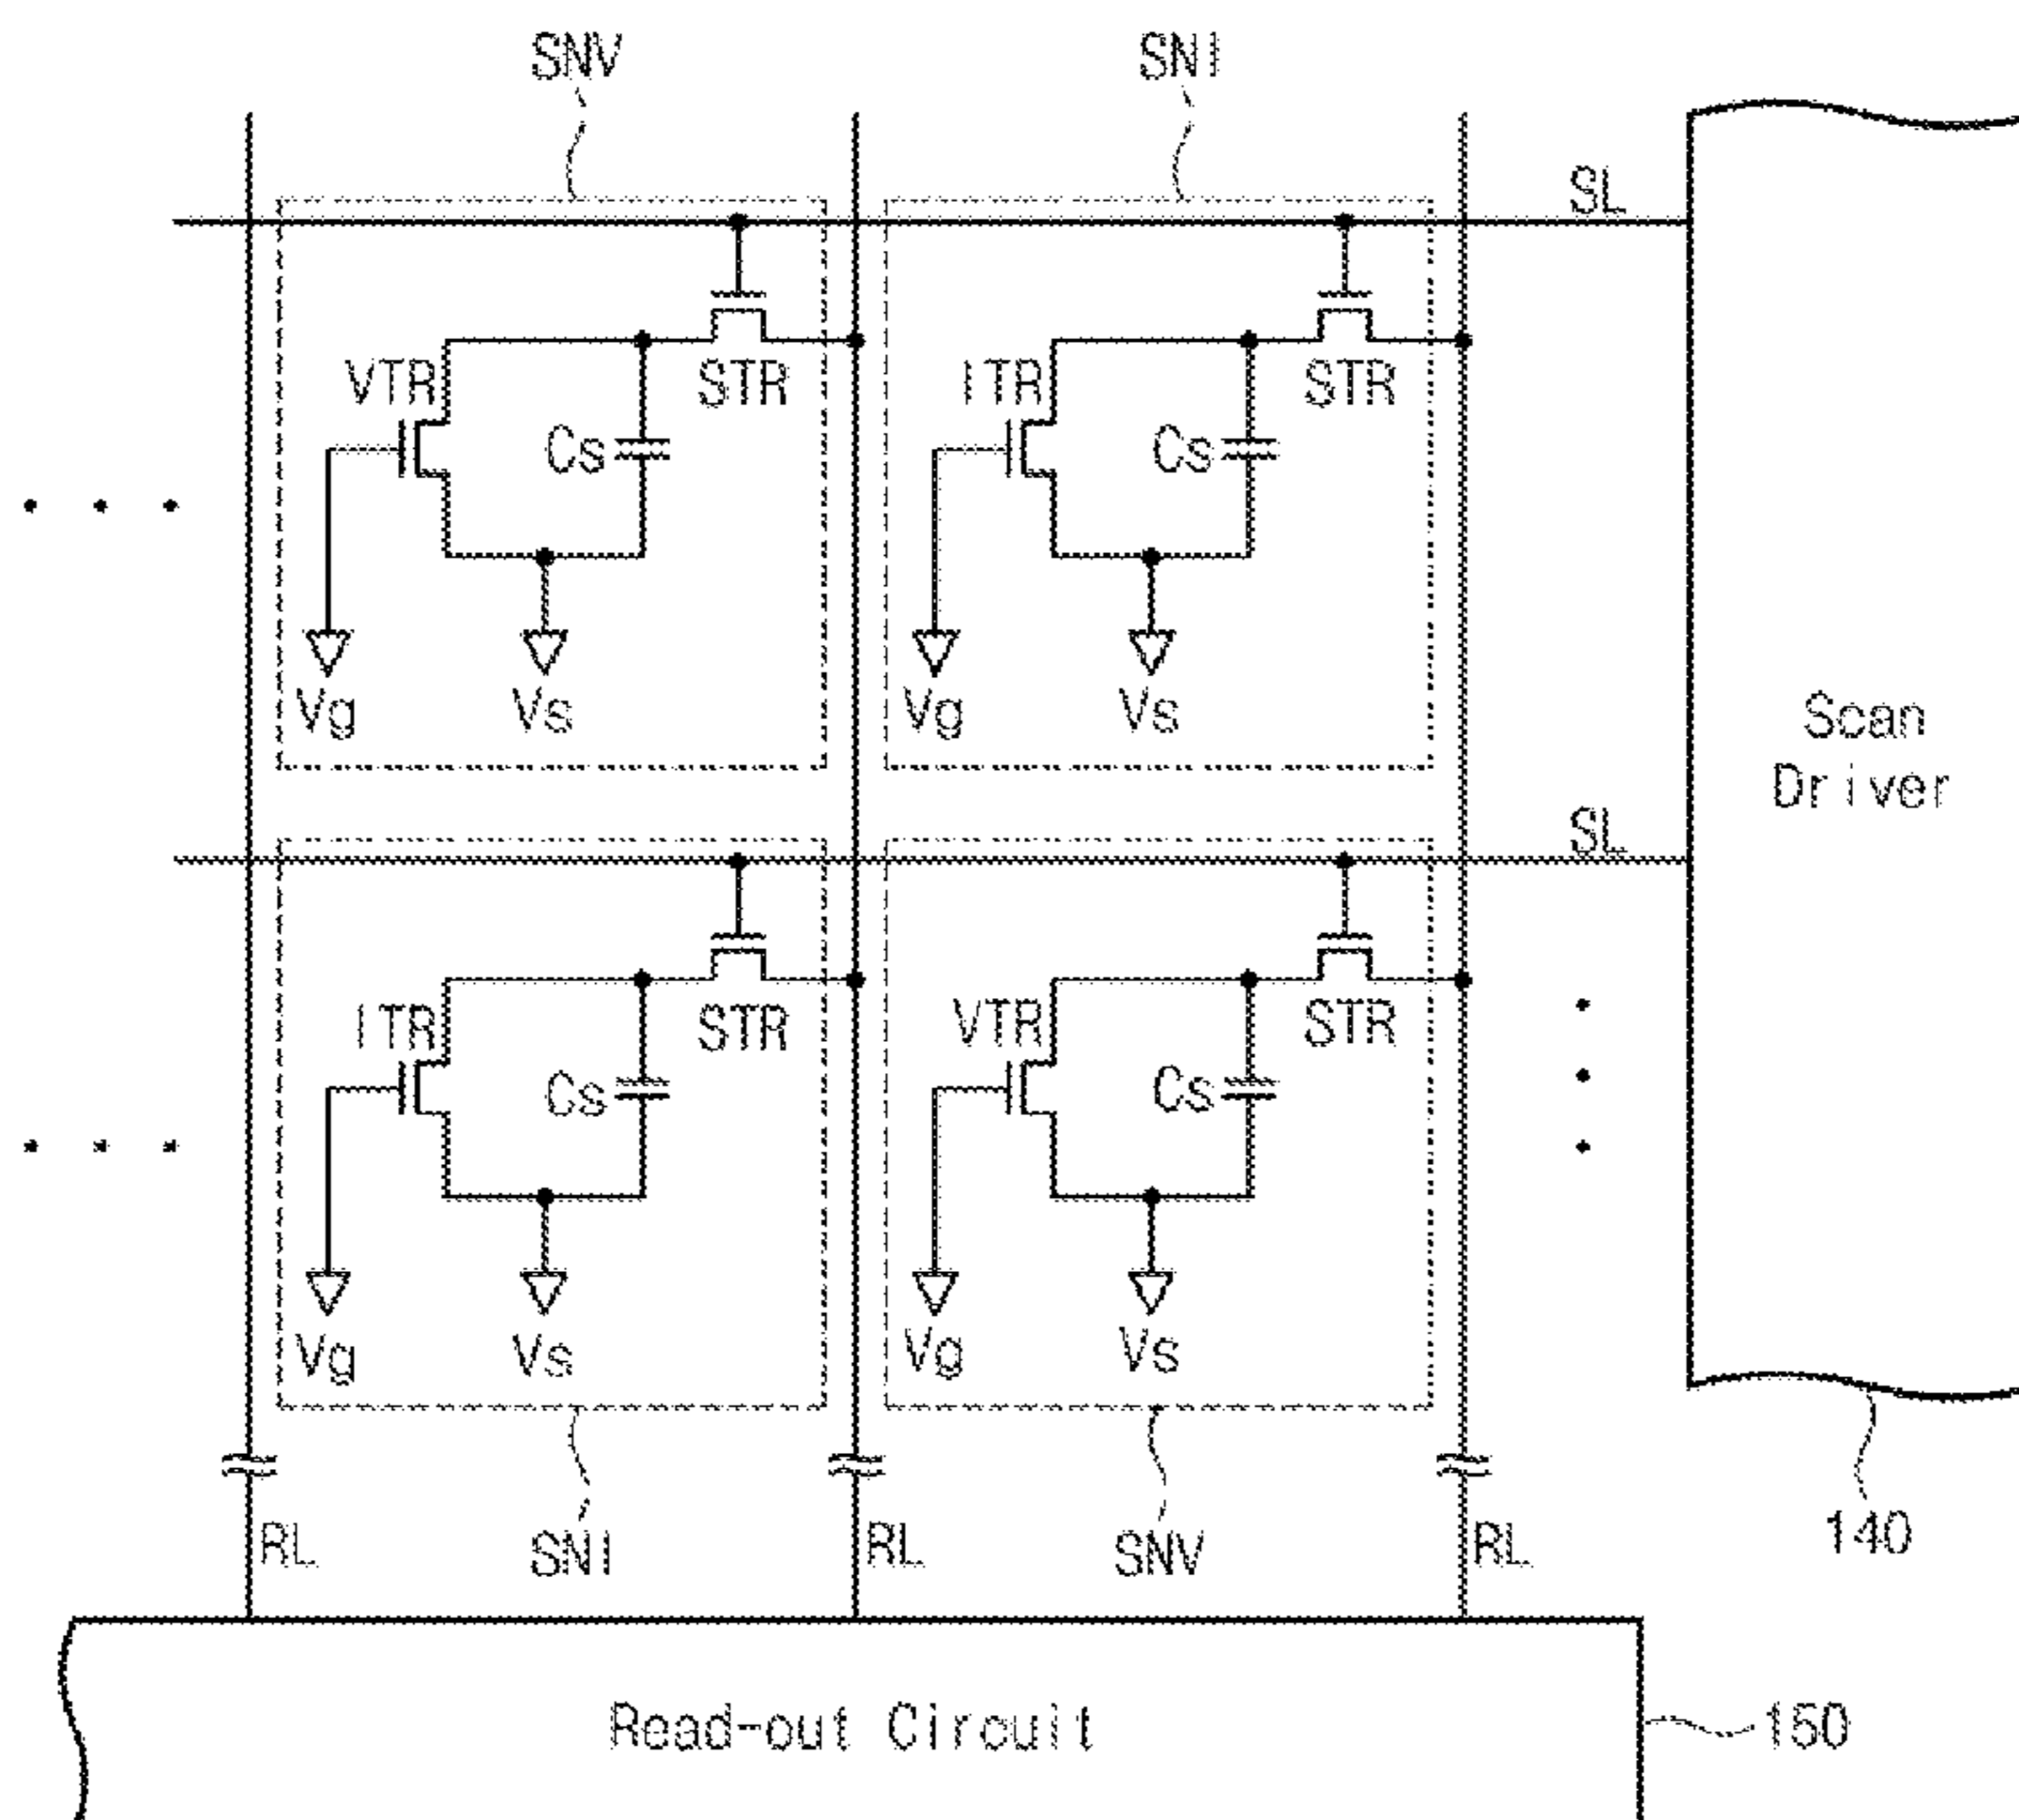 SNV
SNI
SL
VTR
STR
ITR
STR
Cs
Cs
Vg
Vs
Vg
Vs
Scan
Driver
SL
ITR
STR
VTR
STR
Cs
Cs
Vg
Vs
Vg
Vs
RL
SNI
RL
SNV
RL
140
Read-out Circuit
150